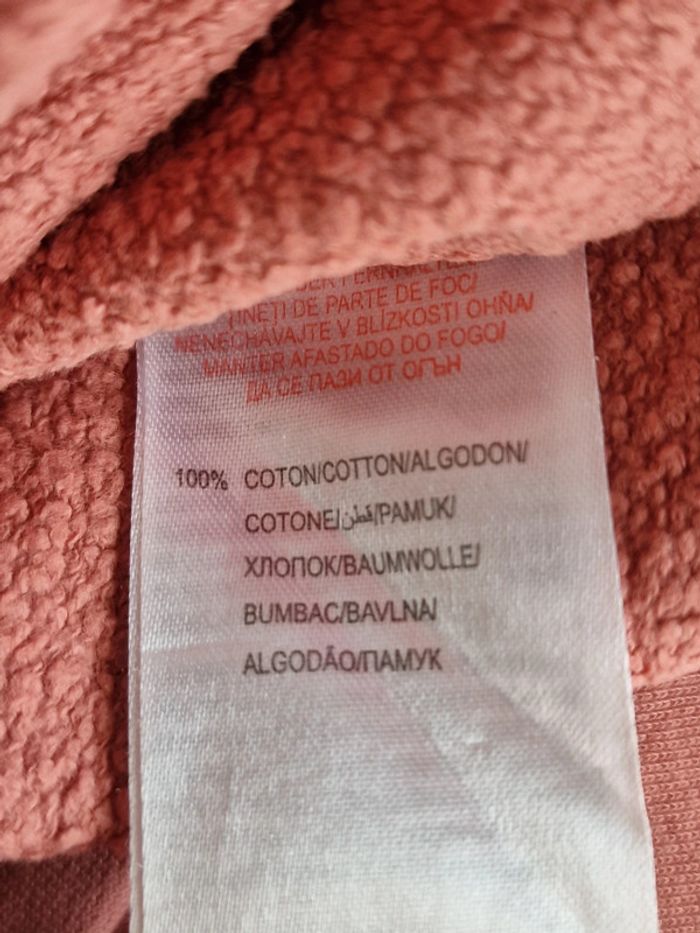 ȚINEȚI DE PARTE DE FOC/
NENECHÁVAJTE V BLÍZKOSTI OHŇA/
MANTER AFASTADO DO FOGO/
ДА СЕ ПАЗИ ОТ ОГЪН
100% COTON/COTTON/ALGODON/
COTONE/قطن/PAMUK/
ХЛОПОК/BAUMWOLLE/
BUMBAC/BAVLNA/
ALGODÃO/ПАМУК